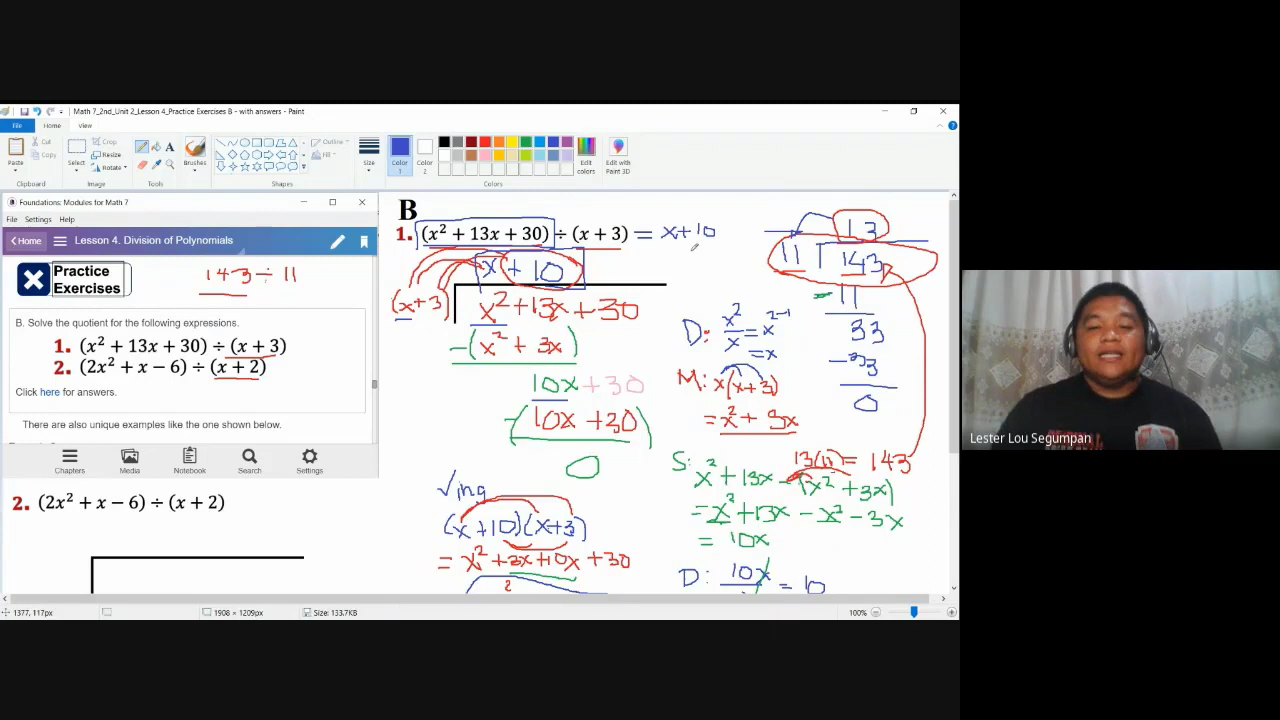 Math 7_2nd_Unit 2_Lesson 4_Practice Exercises B - with answers - Paint
File Home View
Paste Cut Copy Clipboard
Select Crop Resize Rotate Image
Tools
Brushes
Outline Fill Shapes
Size
Color 1 Color 2 Edit colors Edit with Paint 3D Colors
Foundations: Modules for Math 7
File Settings Help
Home Lesson 4. Division of Polynomials
Practice Exercises
143 ÷ 11
B. Solve the quotient for the following expressions.
1. (x² + 13x + 30) ÷ (x + 3)
2. (2x² + x − 6) ÷ (x + 2)
Click here for answers.
There are also unique examples like the one shown below.
Chapters Media Notebook Search Settings
2. (2x² + x − 6) ÷ (x + 2)
B
1. (x² + 13x + 30) ÷ (x + 3) = x+10
x + 10
(x+3) x² + 13x + 30
−(x² + 3x)
10x + 30
−(10x + 30)
0
√ing
(x+10)(x+3)
= x² + 3x + 10x + 30
D: x²/x = x²⁻¹
= x
M: x(x+3)
= x² + 3x
13(11) = 143
S: x² + 13x − (x² + 3x)
= x² + 13x − x² − 3x
= 10x
D: 10x = 10
13
11 143
− 11
33
− 33
0
Lester Lou Segumpan
1377, 117px 1908 × 1209px Size: 133.7KB 100%